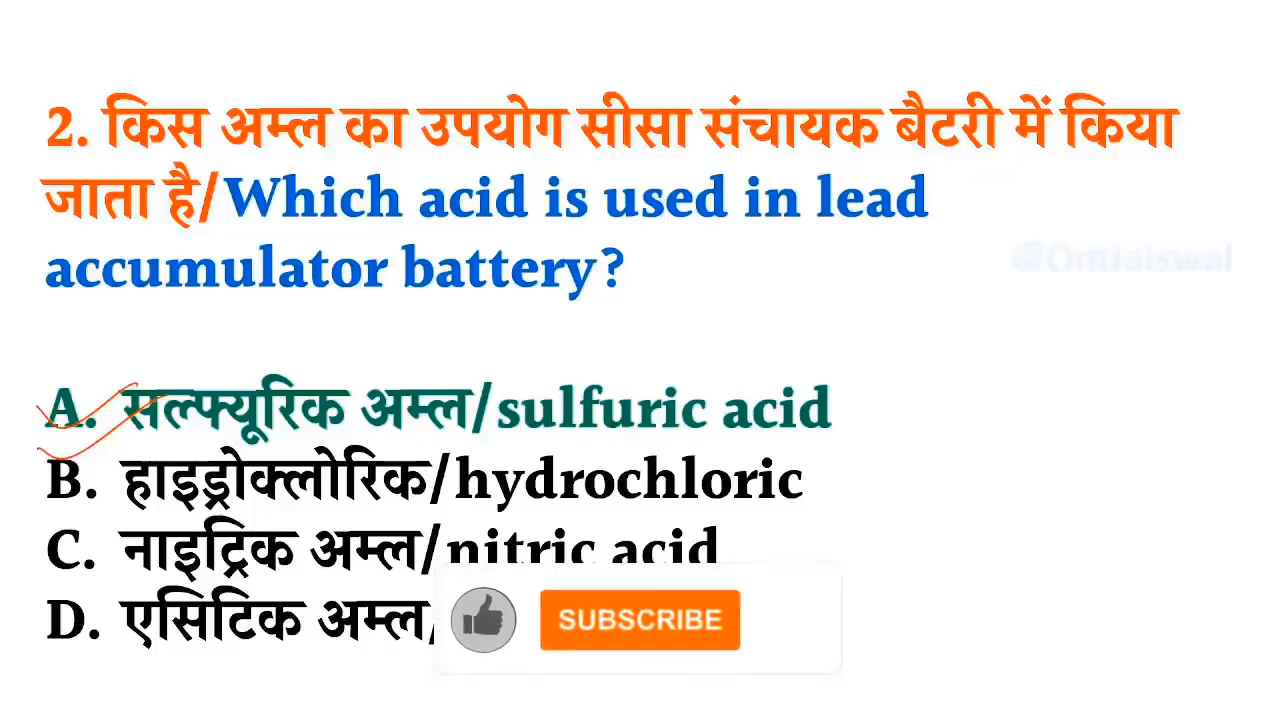 2. किस अम्ल का उपयोग सीसा संचायक बैटरी में किया
जाता है/Which acid is used in lead
accumulator battery?
A. सल्फ्यूरिक अम्ल/sulfuric acid
B. हाइड्रोक्लोरिक/hydrochloric
C. नाइट्रिक अम्ल/nitric acid
D. एसिटिक अम्ल/
SUBSCRIBE